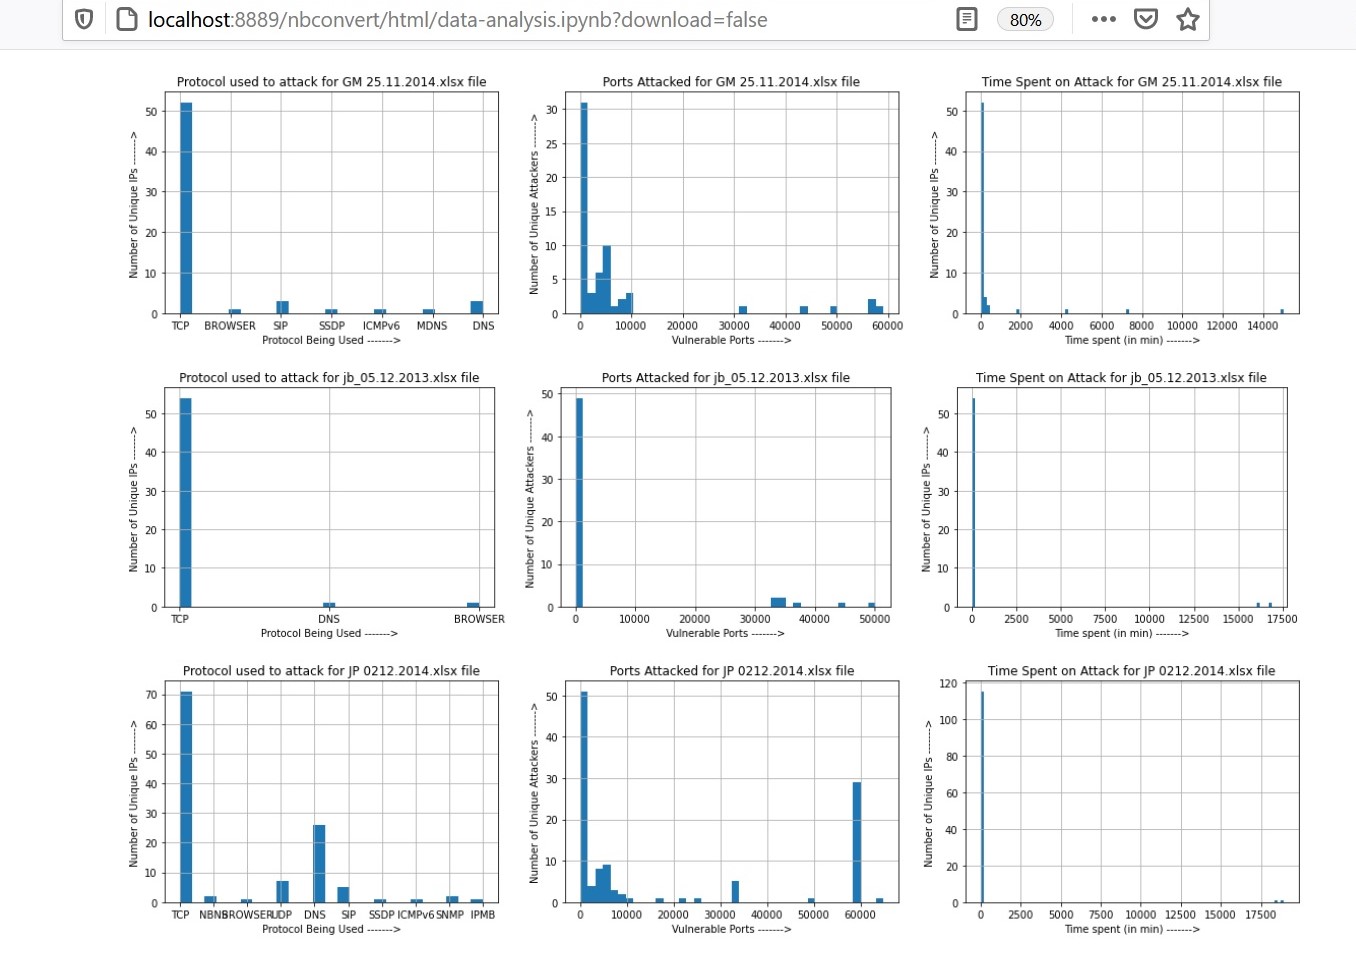 localhost:8889/nbconvert/html/data-analysis.ipynb?download=false
80%
Protocol used to attack for GM 25.11.2014.xlsx file
Number of Unique IPs ------>
50
40
30
20
10
0
TCP BROWSER SIP SSDP ICMPv6 MDNS DNS
Protocol Being Used ------->
Ports Attacked for GM 25.11.2014.xlsx file
Number of Unique Attackers ------>
30
25
20
15
10
5
0
0 10000 20000 30000 40000 50000 60000
Vulnerable Ports ------->
Time Spent on Attack for GM 25.11.2014.xlsx file
Number of Unique IPs ------>
50
40
30
20
10
0
0 2000 4000 6000 8000 10000 12000 14000
Time spent (in min) ------->
Protocol used to attack for jb_05.12.2013.xlsx file
Number of Unique IPs ------>
50
40
30
20
10
0
TCP DNS BROWSER
Protocol Being Used ------->
Ports Attacked for jb_05.12.2013.xlsx file
Number of Unique Attackers ------>
50
40
30
20
10
0
0 10000 20000 30000 40000 50000
Vulnerable Ports ------->
Time Spent on Attack for jb_05.12.2013.xlsx file
Number of Unique IPs ------>
50
40
30
20
10
0
0 2500 5000 7500 10000 12500 15000 17500
Time spent (in min) ------->
Protocol used to attack for JP 0212.2014.xlsx file
Number of Unique IPs ------>
70
60
50
40
30
20
10
0
TCP NBNS BROWSER UDP DNS SIP SSDP ICMPv6 SNMP IPMB
Protocol Being Used ------->
Ports Attacked for JP 0212.2014.xlsx file
Number of Unique Attackers ------>
50
40
30
20
10
0
0 10000 20000 30000 40000 50000 60000
Vulnerable Ports ------->
Time Spent on Attack for JP 0212.2014.xlsx file
Number of Unique IPs ------>
120
100
80
60
40
20
0
0 2500 5000 7500 10000 12500 15000 17500
Time spent (in min) ------->